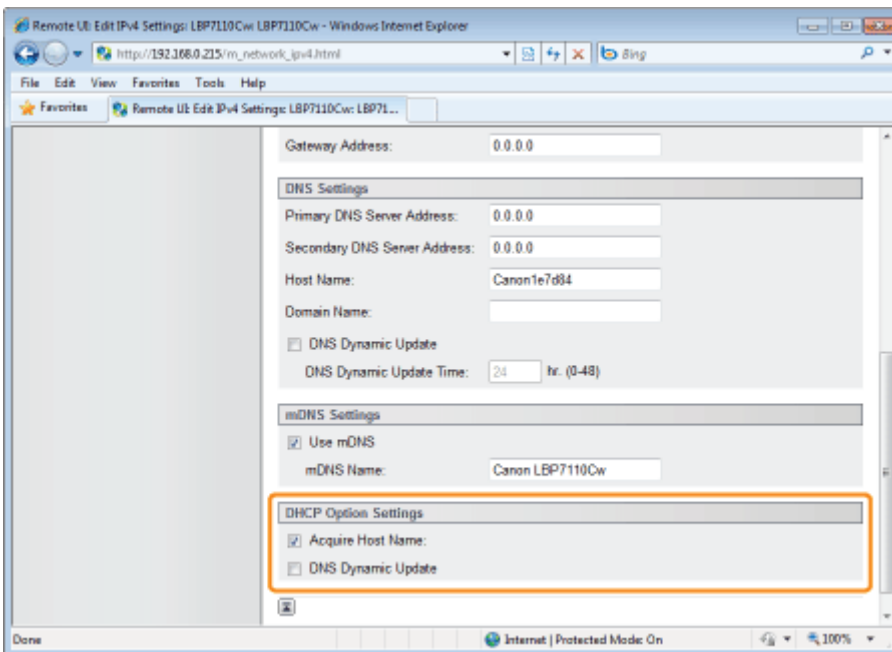 Remote UI: Edit IPv4 Settings: LBP7110Cw: LBP7110Cw - Windows Internet Explorer
http://192.168.0.215/m_network_ipv4.html
Bing
File Edit View Favorites Tools Help
Favorites
Remote UI: Edit IPv4 Settings: LBP7110Cw: LBP71...
Gateway Address: 0.0.0.0
DNS Settings
Primary DNS Server Address: 0.0.0.0
Secondary DNS Server Address: 0.0.0.0
Host Name: Canon1e7d84
Domain Name:
DNS Dynamic Update
DNS Dynamic Update Time: 24 hr. (0-48)
mDNS Settings
Use mDNS
mDNS Name: Canon LBP7110Cw
DHCP Option Settings
Acquire Host Name:
DNS Dynamic Update
Done Internet | Protected Mode: On 100%